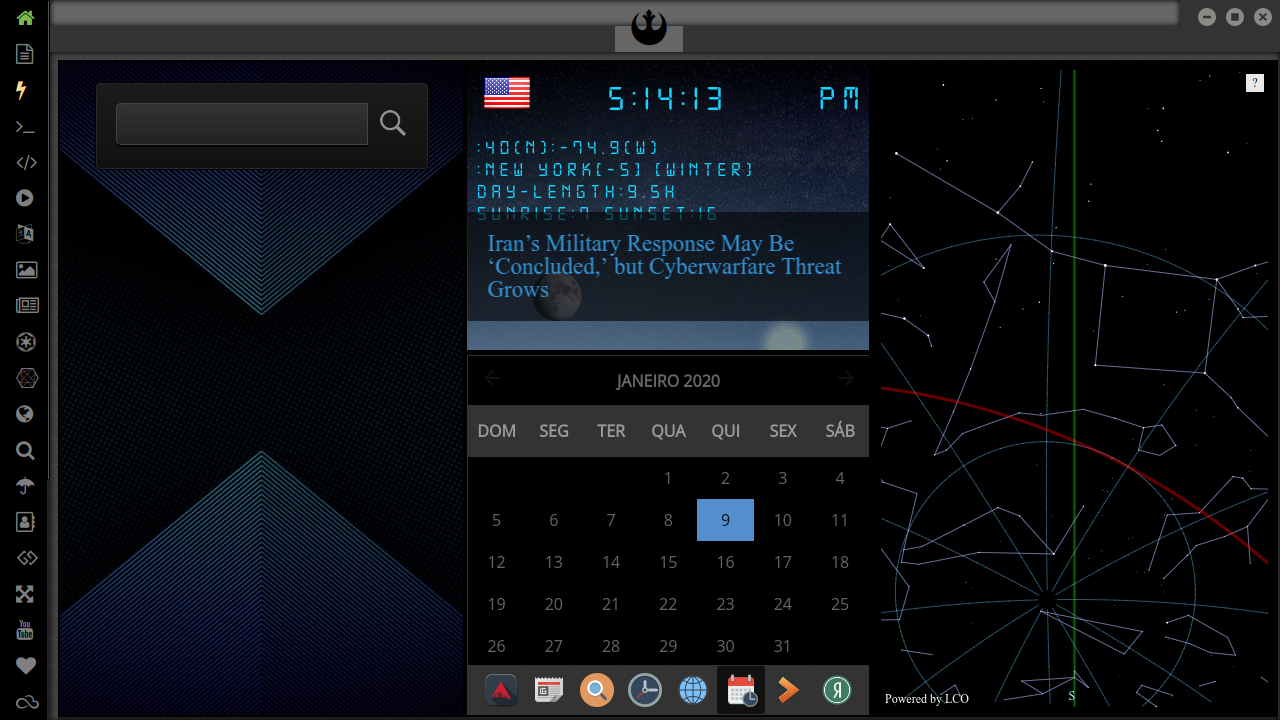 ?
5:14:13 PM
:40(N):-74.9(W)
:NEW YORK[-5] [WINTER]
DAY-LENGTH:9.5H
SUNRISE:7 SUNSET:16
Iran’s Military Response May Be
‘Concluded,’ but Cyberwarfare Threat
Grows
JANEIRO 2020
DOM SEG TER QUA QUI SEX SÁB
1 2 3 4
5 6 7 8 9 10 11
12 13 14 15 16 17 18
19 20 21 22 23 24 25
26 27 28 29 30 31
You
Tube
Powered by LCO
S